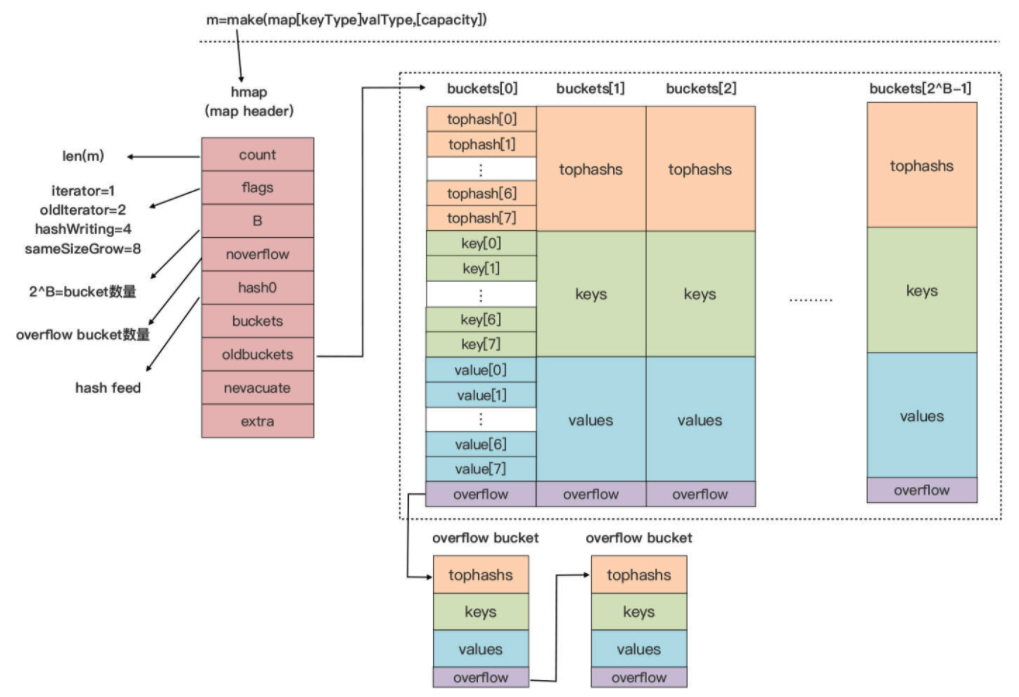 m=make(map[keyType]valType,[capacity])
hmap
(map header)
count
flags
B
noverflow
hash0
buckets
oldbuckets
nevacuate
extra
len(m)
iterator=1
oldIterator=2
hashWriting=4
sameSizeGrow=8
2^B=bucket数量
overflow bucket数量
hash feed
buckets[0]
buckets[1]
buckets[2]
buckets[2^B-1]
tophash[0]
tophash[1]
⋮
tophash[6]
tophash[7]
key[0]
key[1]
⋮
key[6]
key[7]
value[0]
value[1]
⋮
value[6]
value[7]
overflow
tophashs
keys
values
overflow
tophashs
keys
values
overflow
.........
tophashs
keys
values
overflow
overflow bucket
tophashs
keys
values
overflow
overflow bucket
tophashs
keys
values
overflow